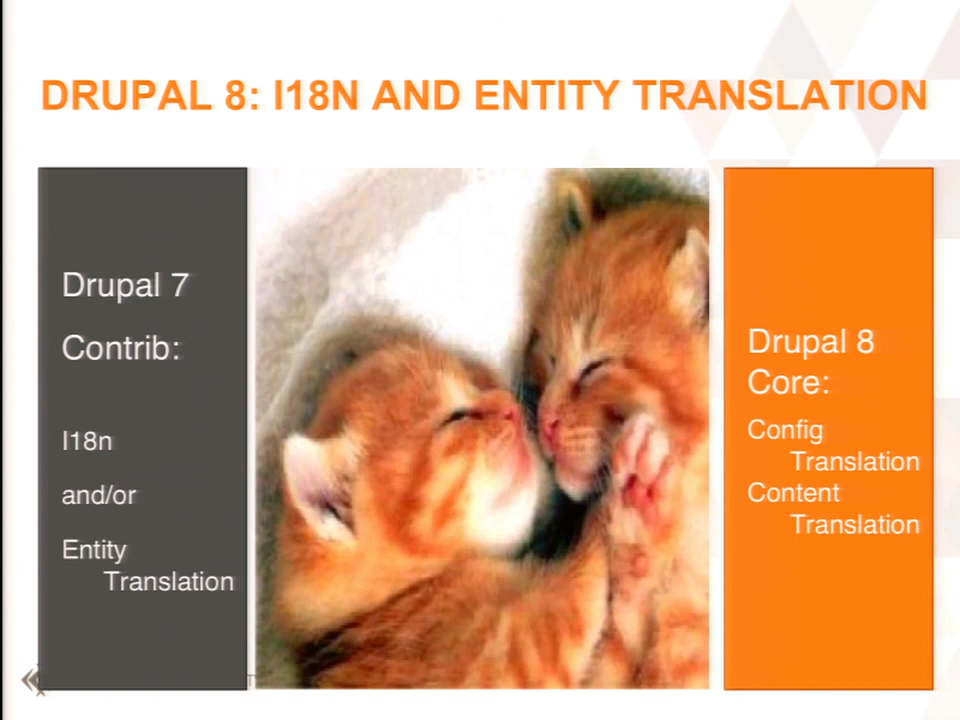 DRUPAL 8: I18N AND ENTITY TRANSLATION
Drupal 7
Contrib:
I18n
and/or
Entity
Translation
Drupal 8
Core:
Config
Translation
Content
Translation